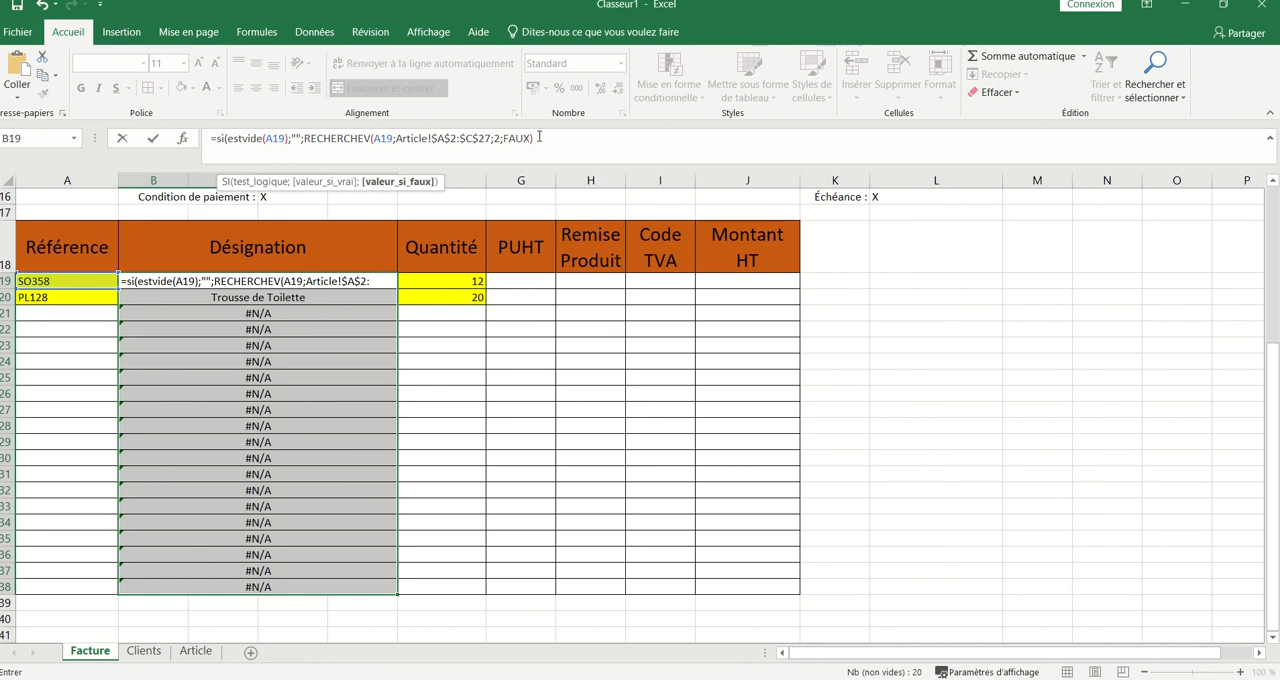 Classeur1 - Excel
Connexion
Fichier Accueil Insertion Mise en page Formules Données Révision Affichage Aide Dites-nous ce que vous voulez faire Partager
Coller
11
G I S
A
Renvoyer à la ligne automatiquement
Fusionner et centrer
Standard
% 000
Mise en forme conditionnelle
Mettre sous forme de tableau
Styles de cellules
Insérer Supprimer Format
Somme automatique
Recopier
Effacer
Trier et filtrer
Rechercher et sélectionner
esse-papiers Police Alignement Nombre Styles Cellules Édition
B19 fx =si(estvide(A19);"";RECHERCHEV(A19;Article!$A$2:$C$27;2;FAUX)
SI(test_logique; [valeur_si_vrai]; [valeur_si_faux])
A B G H I J K L M N O P
16 Condition de paiement : X Échéance : X
17
18 Référence Désignation Quantité PUHT Remise Produit Code TVA Montant HT
19 SO358 =si(estvide(A19);"";RECHERCHEV(A19;Article!$A$2: 12
20 PL128 Trousse de Toilette 20
21 #N/A
22 #N/A
23 #N/A
24 #N/A
25 #N/A
26 #N/A
27 #N/A
28 #N/A
29 #N/A
30 #N/A
31 #N/A
32 #N/A
33 #N/A
34 #N/A
35 #N/A
36 #N/A
37 #N/A
38 #N/A
39
40
41
Facture Clients Article
Entrer Nb (non vides) : 20 Paramètres d'affichage 100 %